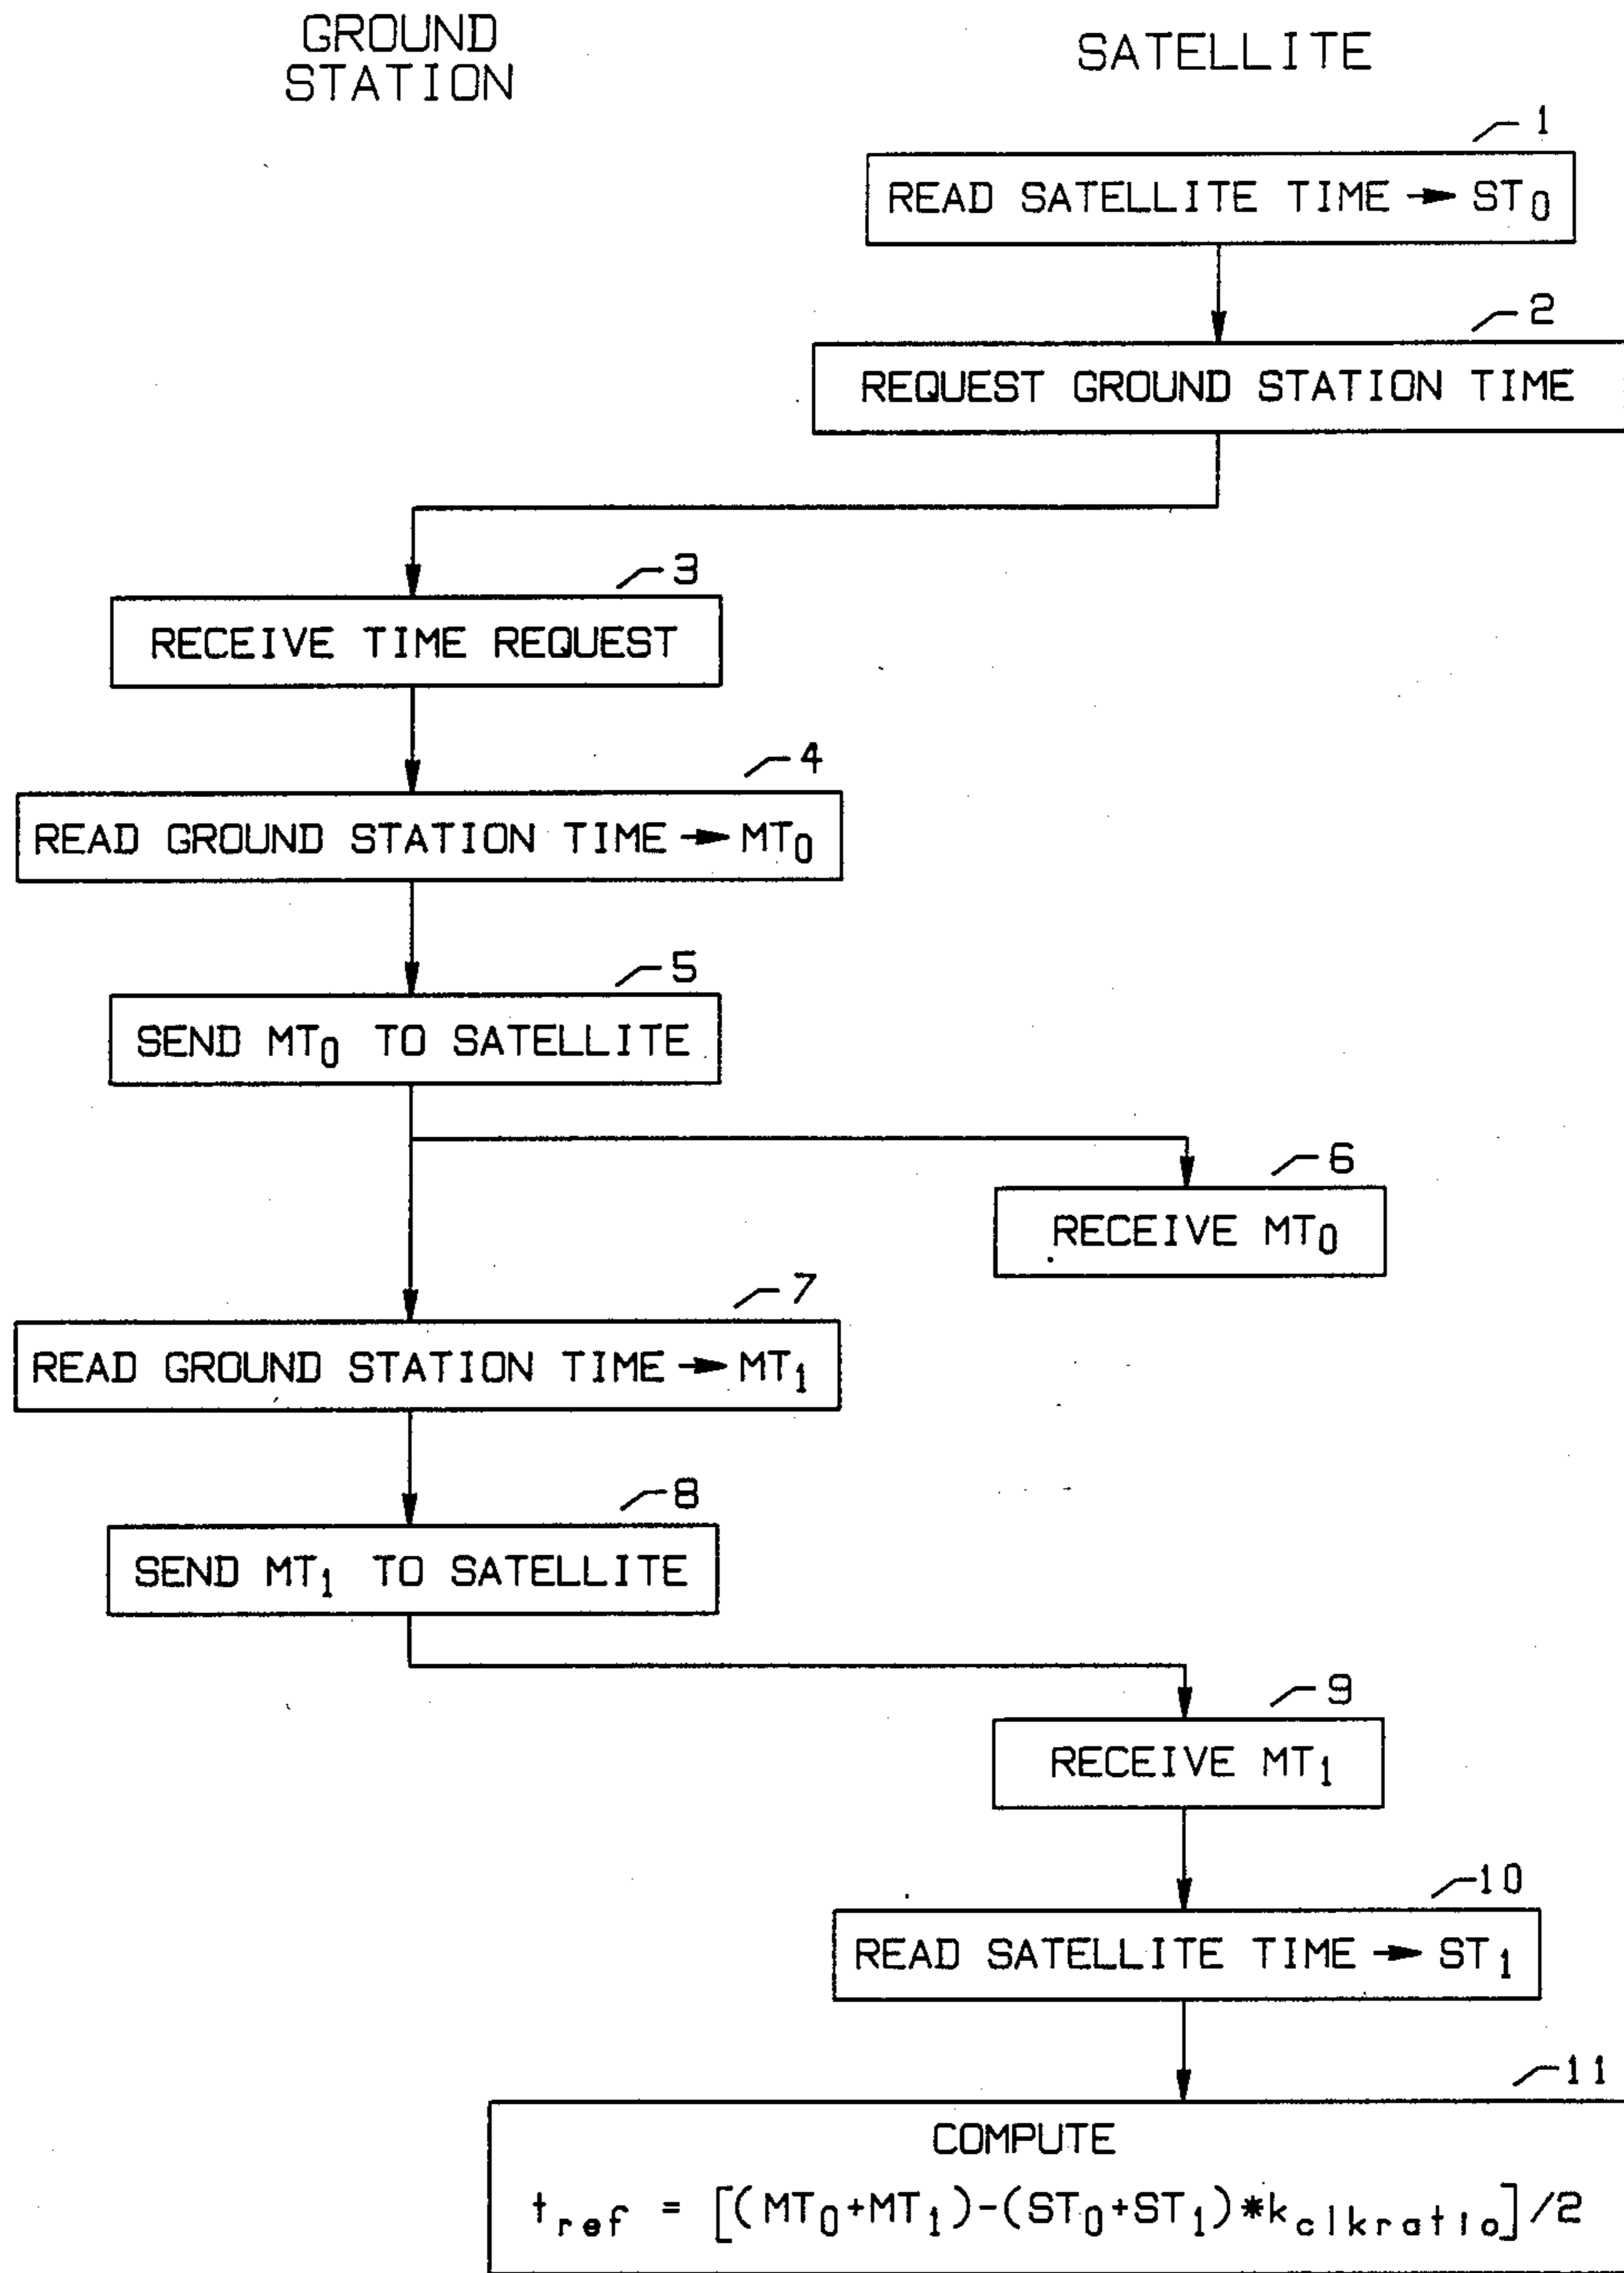 GROUND
STATION
SATELLITE
1
READ SATELLITE TIME → ST₀
2
REQUEST GROUND STATION TIME
3
RECEIVE TIME REQUEST
4
READ GROUND STATION TIME → MT₀
5
SEND MT₀ TO SATELLITE
6
RECEIVE MT₀
7
READ GROUND STATION TIME → MT₁
8
SEND MT₁ TO SATELLITE
9
RECEIVE MT₁
10
READ SATELLITE TIME → ST₁
11
COMPUTE
t_ref = [(MT₀+MT₁)-(ST₀+ST₁)*k_clkratio]/2